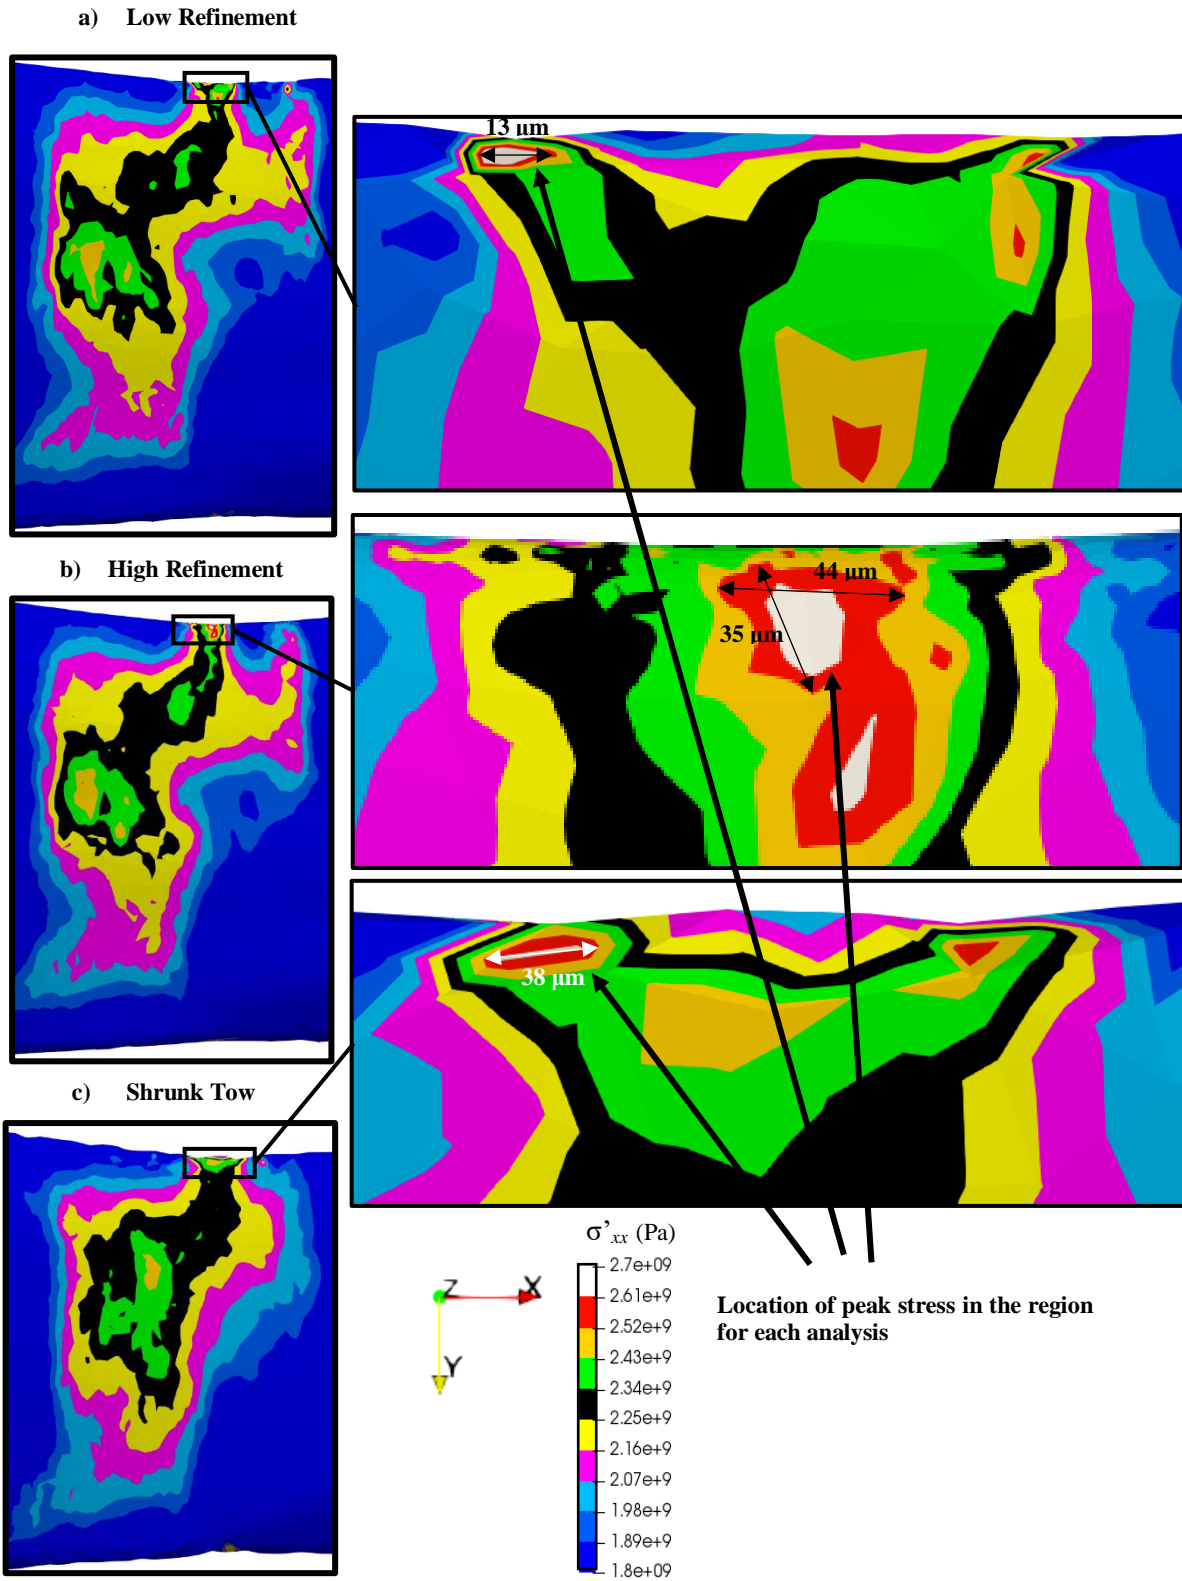 a) Low Refinement
13 μm
b) High Refinement
44 μm
35 μm
38 μm
c) Shrunk Tow
σ’xx (Pa)
2.7e+09
2.61e+9
2.52e+9
2.43e+9
2.34e+9
2.25e+9
2.16e+9
2.07e+9
1.98e+9
1.89e+9
1.8e+09
Z X
Y
Location of peak stress in the region
for each analysis